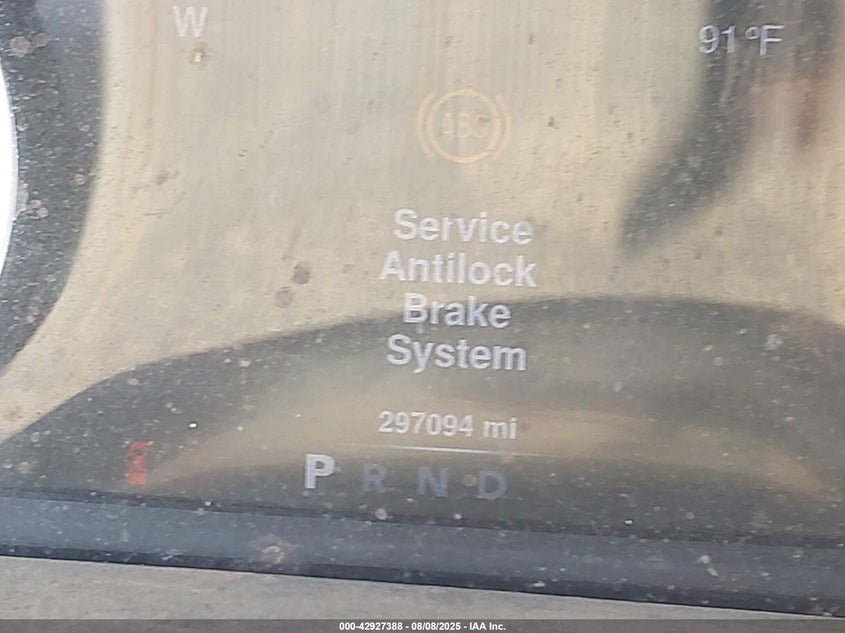 W 91 °F
ABS
Service
Antilock
Brake
System
297094 mi
P R N D
000-42927388 - 08/08/2025 - IAA Inc.